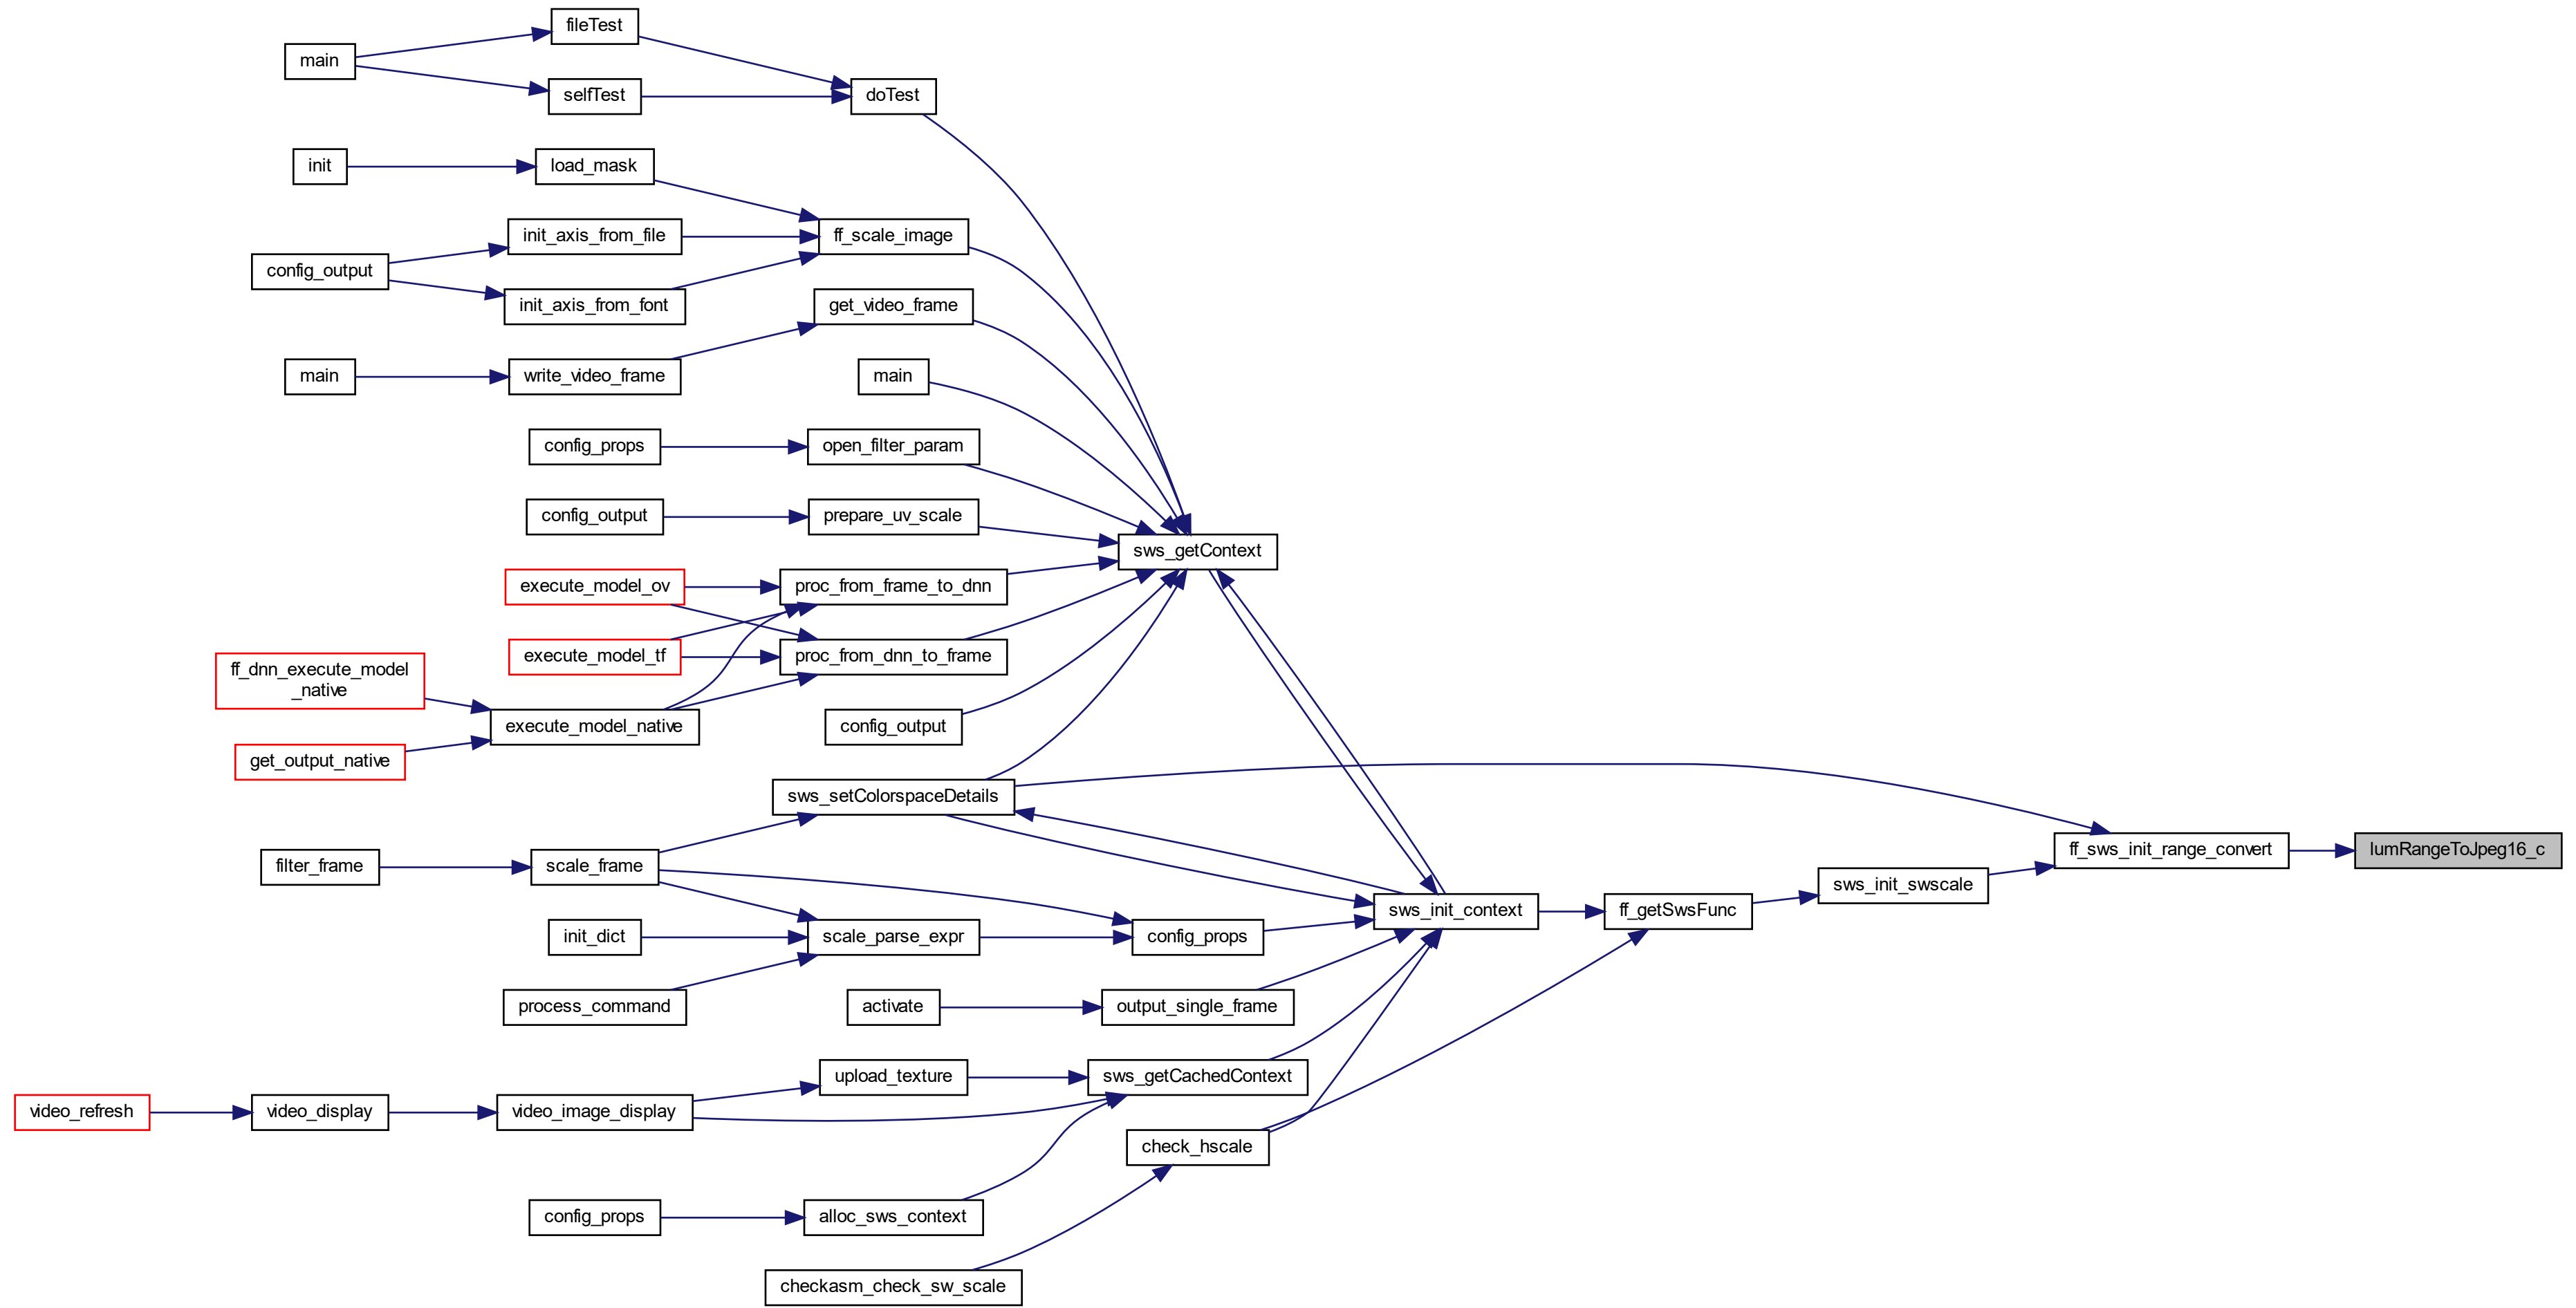 fileTest
main
selfTest
doTest
init
load_mask
ff_scale_image
init_axis_from_file
config_output
init_axis_from_font
get_video_frame
main
write_video_frame
main
config_props
open_filter_param
config_output
prepare_uv_scale
sws_getContext
execute_model_ov
proc_from_frame_to_dnn
execute_model_tf
proc_from_dnn_to_frame
ff_dnn_execute_model
_native
execute_model_native
config_output
get_output_native
sws_setColorspaceDetails
filter_frame
scale_frame
ff_sws_init_range_convert
lumRangeToJpeg16_c
sws_init_swscale
sws_init_context
ff_getSwsFunc
init_dict
scale_parse_expr
config_props
process_command
activate
output_single_frame
upload_texture
sws_getCachedContext
video_refresh
video_display
video_image_display
check_hscale
config_props
alloc_sws_context
checkasm_check_sw_scale